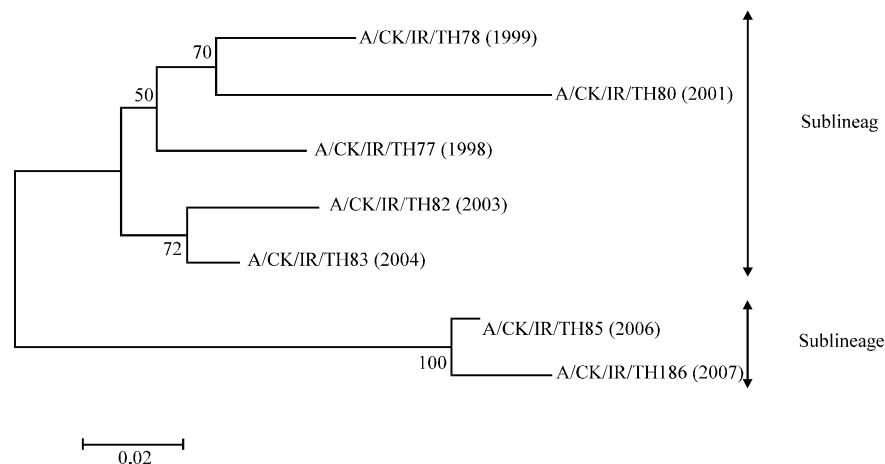 A/CK/IR/TH78 (1999)
70
A/CK/IR/TH80 (2001)
50
Sublineag
A/CK/IR/TH77 (1998)
A/CK/IR/TH82 (2003)
72
A/CK/IR/TH83 (2004)
A/CK/IR/TH85 (2006)
Sublineage
100
A/CK/IR/TH186 (2007)
0.02